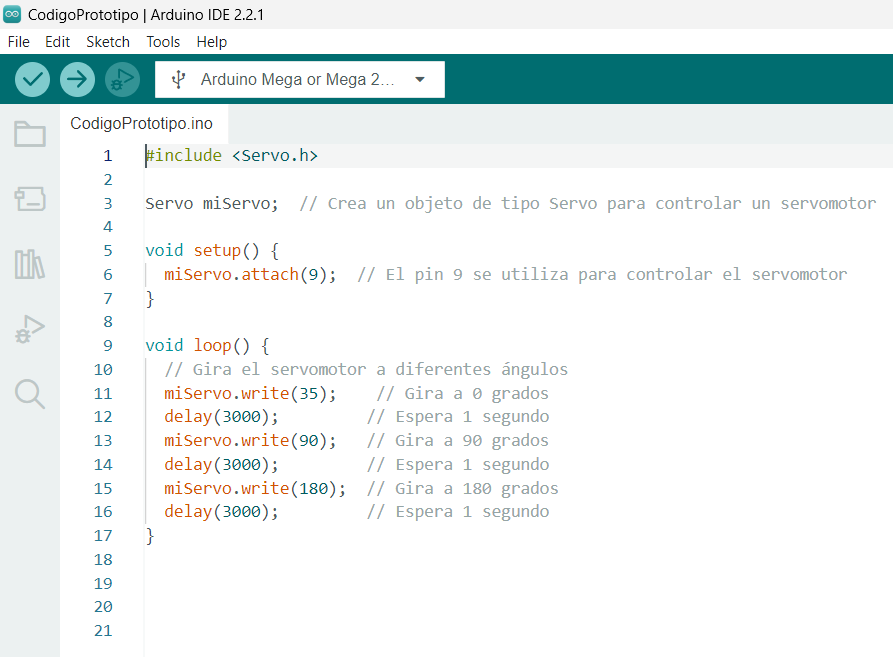 CodigoPrototipo | Arduino IDE 2.2.1
File Edit Sketch Tools Help
Arduino Mega or Mega 2...
CodigoPrototipo.ino
1 #include <Servo.h>
2
3 Servo miServo;  // Crea un objeto de tipo Servo para controlar un servomotor
4
5 void setup() {
6   miServo.attach(9);  // El pin 9 se utiliza para controlar el servomotor
7 }
8
9 void loop() {
10   // Gira el servomotor a diferentes ángulos
11   miServo.write(35);    // Gira a 0 grados
12   delay(3000);         // Espera 1 segundo
13   miServo.write(90);   // Gira a 90 grados
14   delay(3000);         // Espera 1 segundo
15   miServo.write(180);  // Gira a 180 grados
16   delay(3000);         // Espera 1 segundo
17 }
18
19
20
21